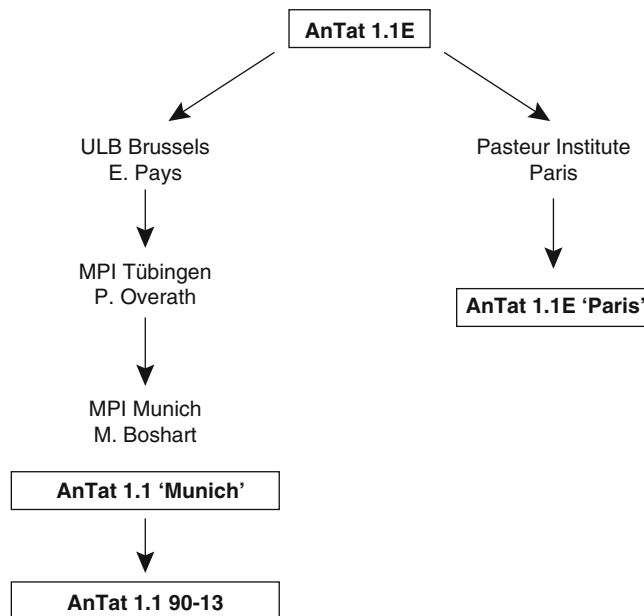 AnTat 1.1E
ULB Brussels
E. Pays
Pasteur Institute
Paris
MPI Tübingen
P. Overath
AnTat 1.1E ‘Paris’
MPI Munich
M. Boshart
AnTat 1.1 ‘Munich’
AnTat 1.1 90-13